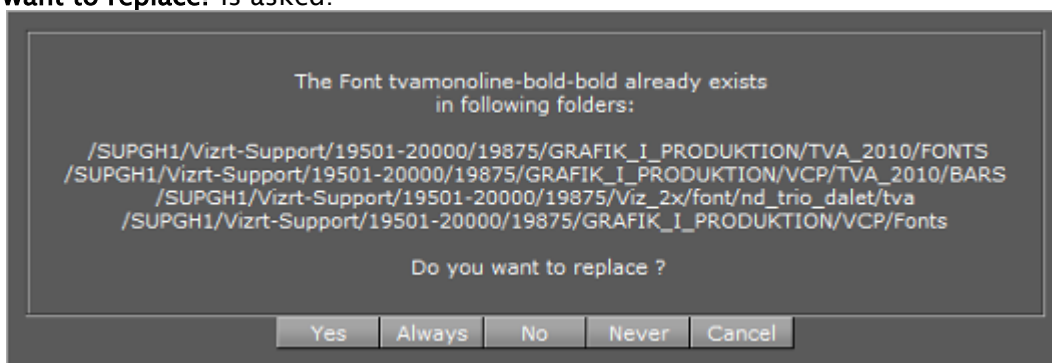 want to replace? is asked.
The Font tvamonoline-bold-bold already exists
in following folders:
/SUPGH1/Vizrt-Support/19501-20000/19875/GRAFIK_I_PRODUKTION/TVA_2010/FONTS
/SUPGH1/Vizrt-Support/19501-20000/19875/GRAFIK_I_PRODUKTION/VCP/TVA_2010/BARS
/SUPGH1/Vizrt-Support/19501-20000/19875/Viz_2x/font/nd_trio_dalet/tva
/SUPGH1/Vizrt-Support/19501-20000/19875/GRAFIK_I_PRODUKTION/VCP/Fonts
Do you want to replace ?
Yes Always No Never Cancel